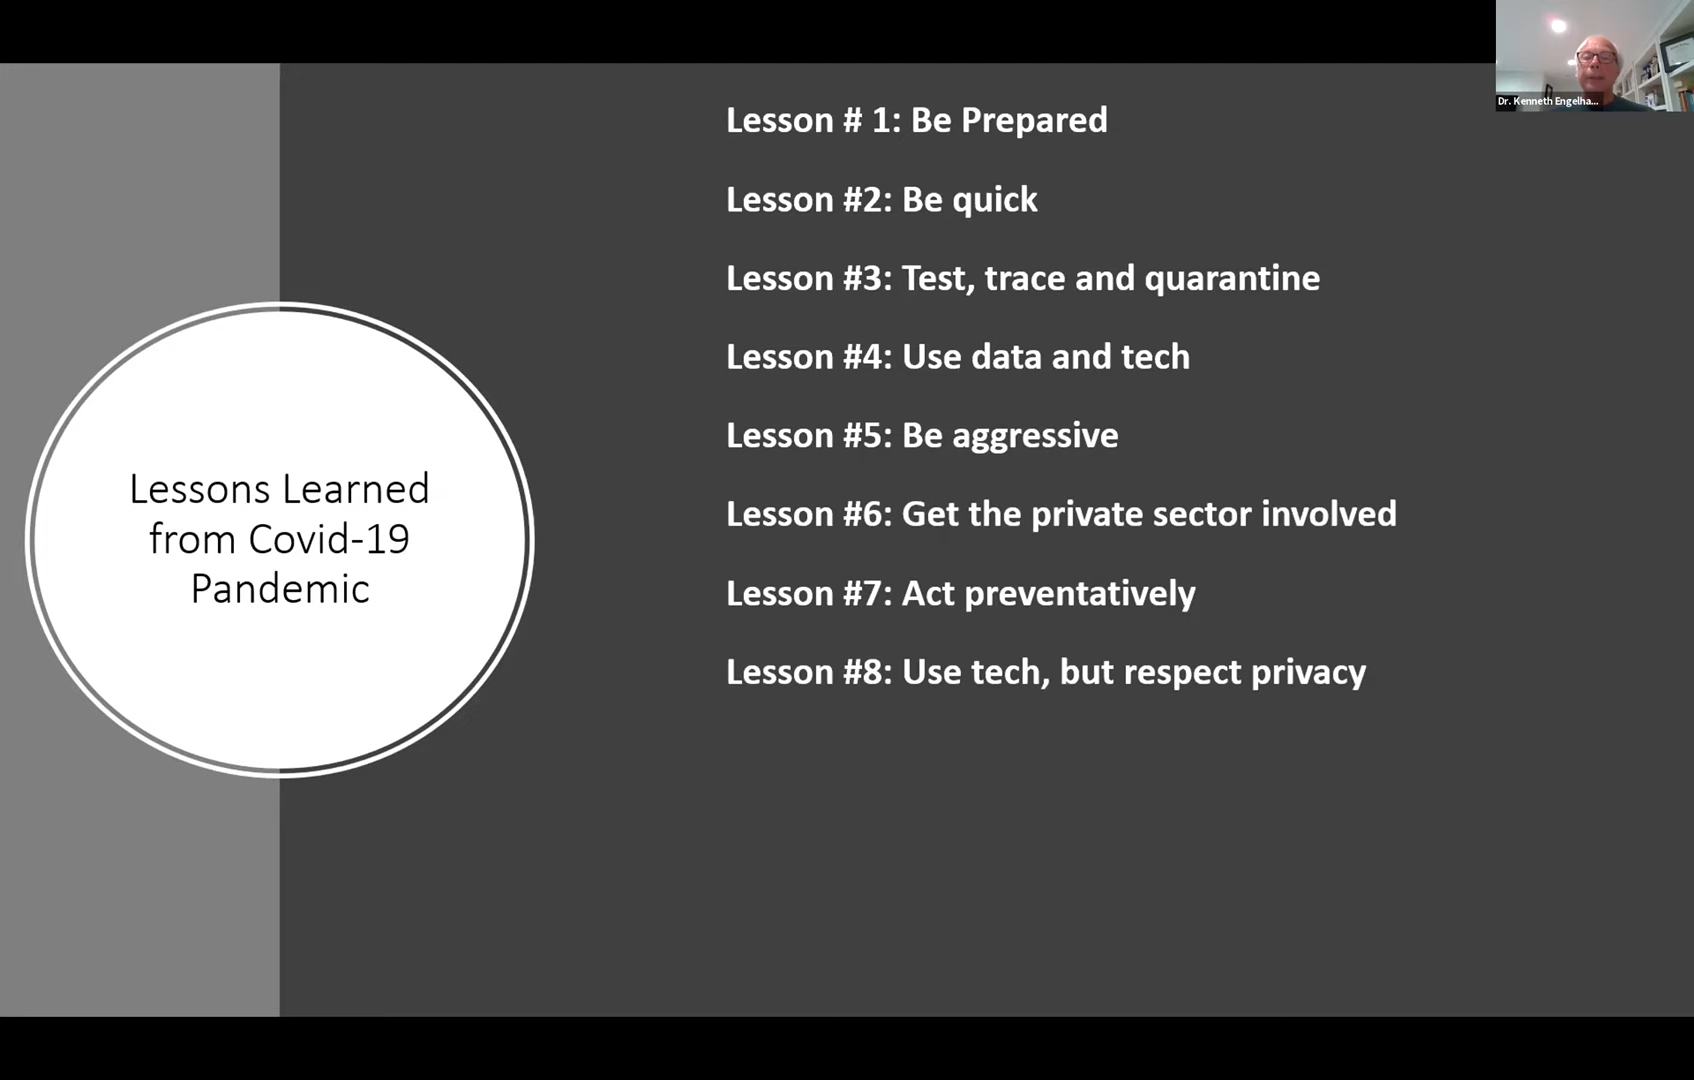 Lessons Learned
from Covid-19
Pandemic
Lesson # 1: Be Prepared
Lesson #2: Be quick
Lesson #3: Test, trace and quarantine
Lesson #4: Use data and tech
Lesson #5: Be aggressive
Lesson #6: Get the private sector involved
Lesson #7: Act preventatively
Lesson #8: Use tech, but respect privacy
Dr. Kenneth Engelha...